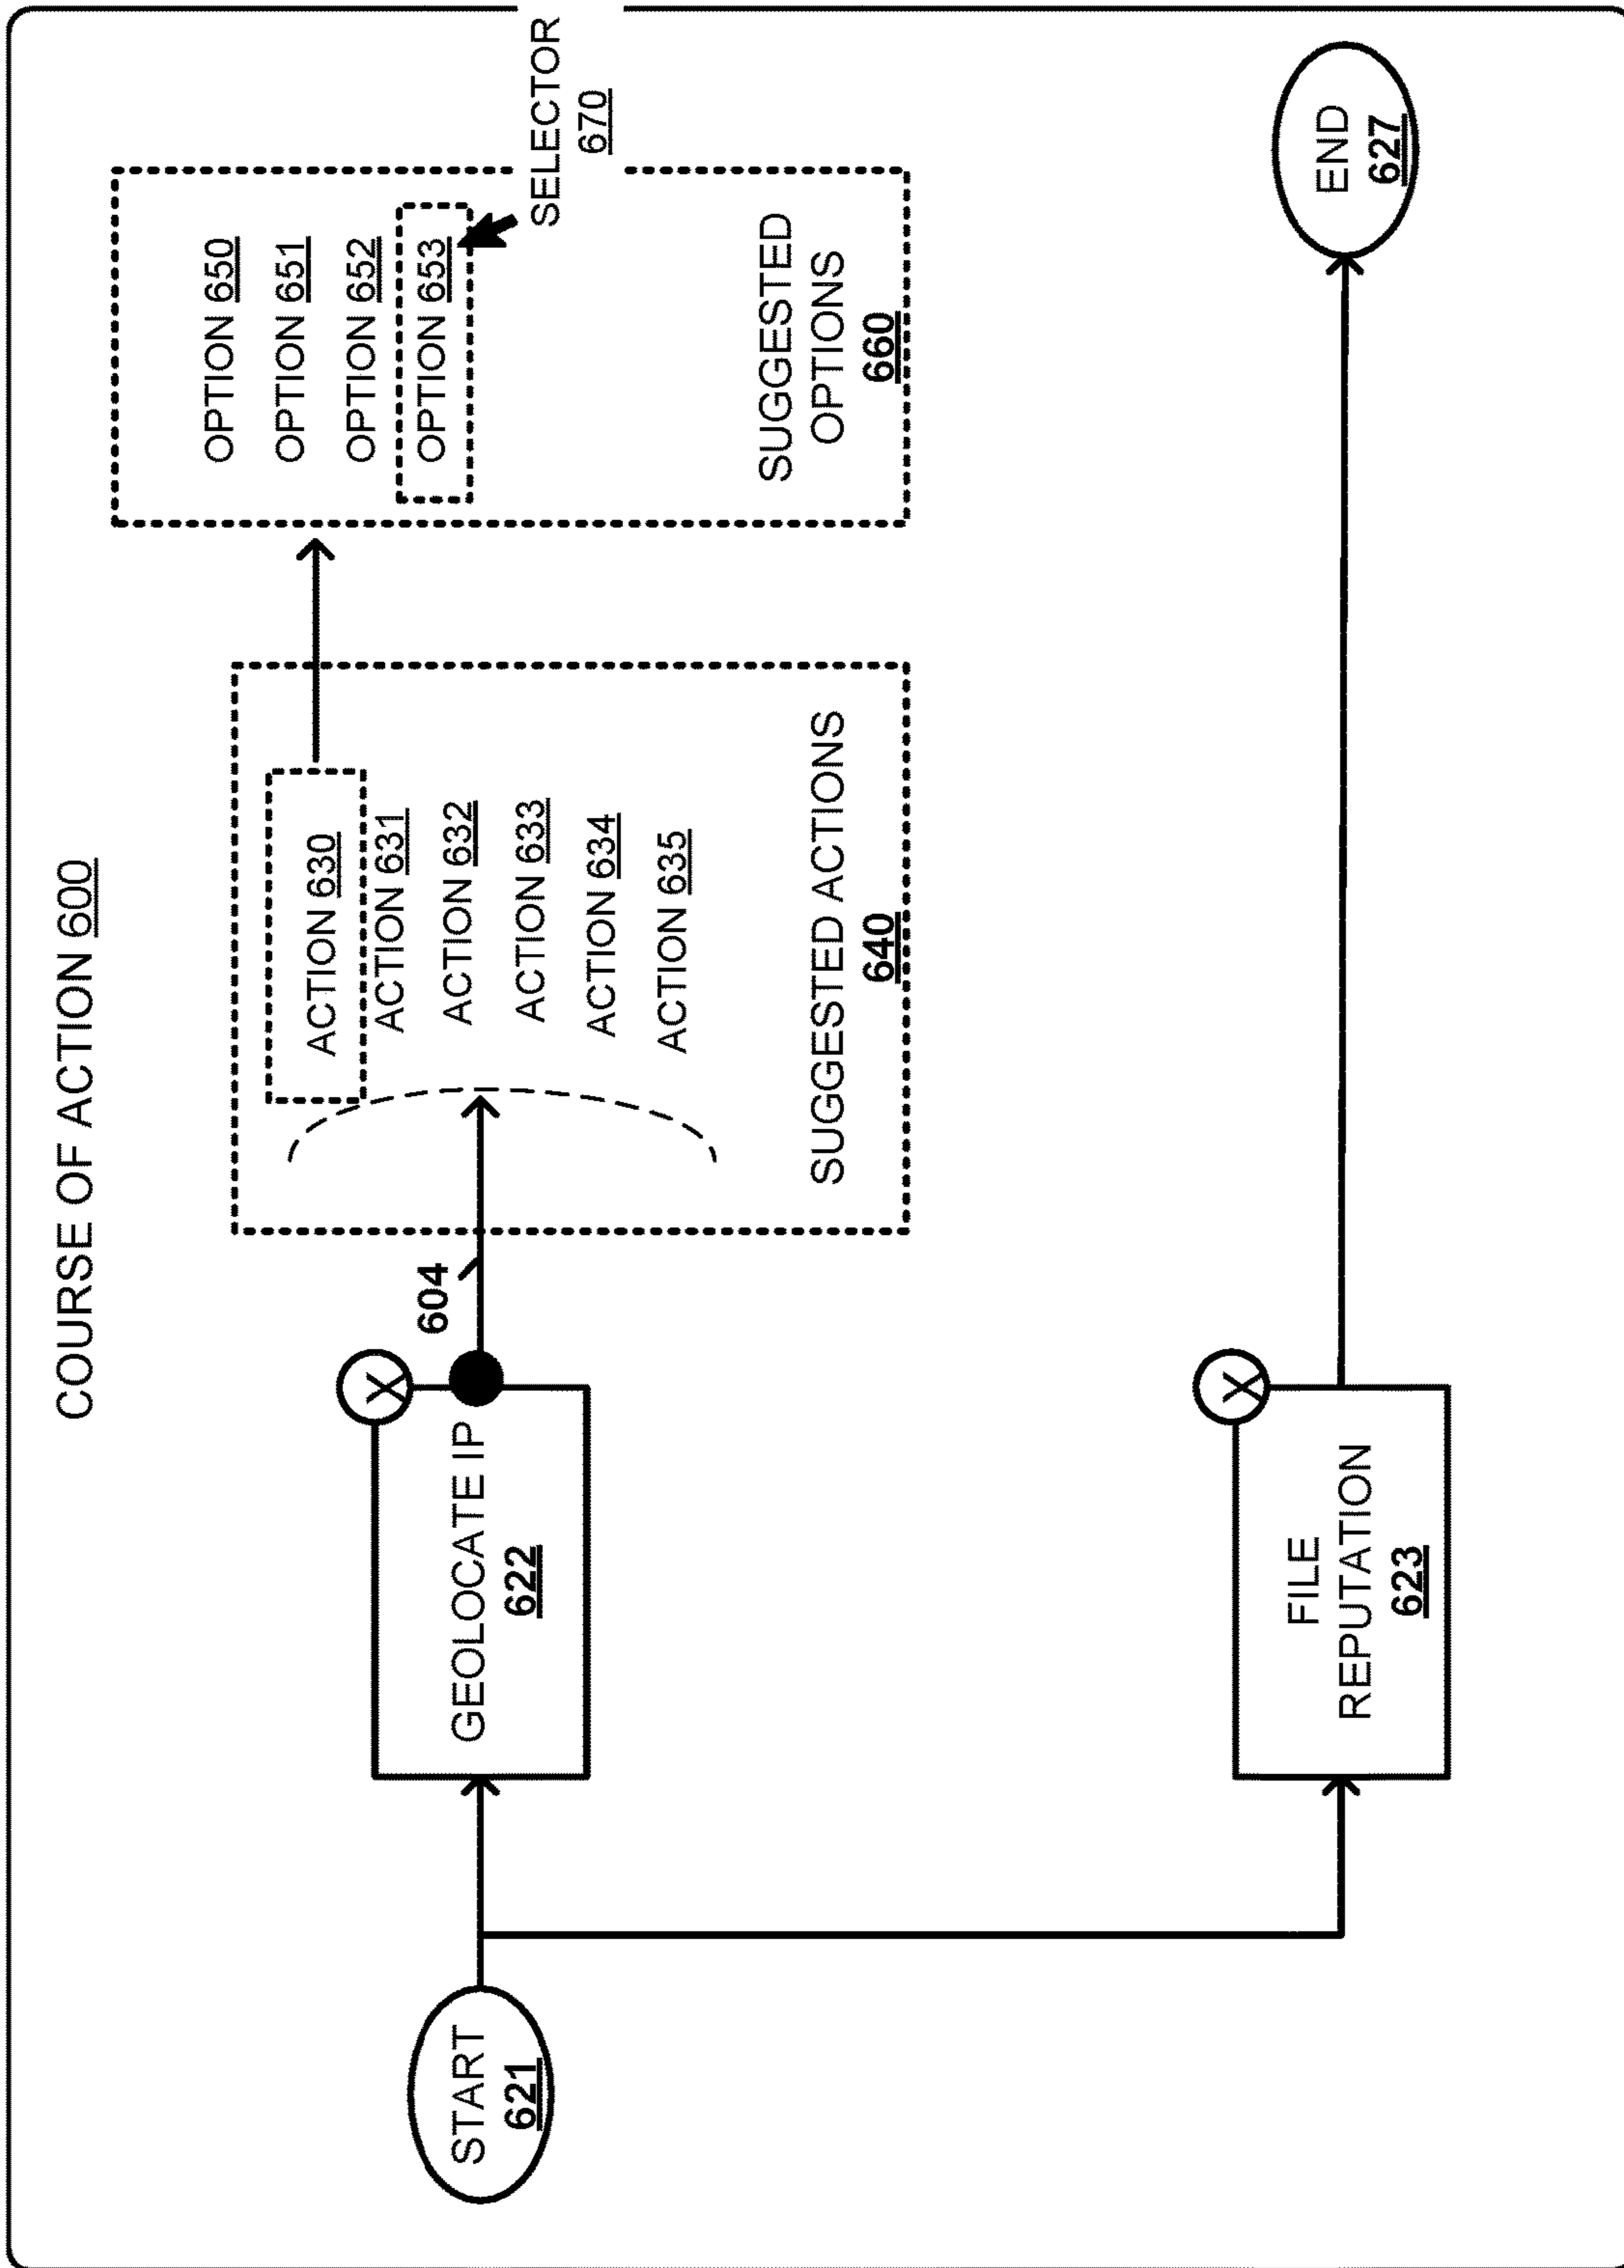 COURSE OF ACTION 600
START
621
GEOLOCATE IP
622
X
604
ACTION 630
ACTION 631
ACTION 632
ACTION 633
ACTION 634
ACTION 635
SUGGESTED ACTIONS
640
OPTION 650
OPTION 651
OPTION 652
OPTION 653
SELECTOR
670
SUGGESTED
OPTIONS
660
FILE
REPUTATION
623
X
END
627